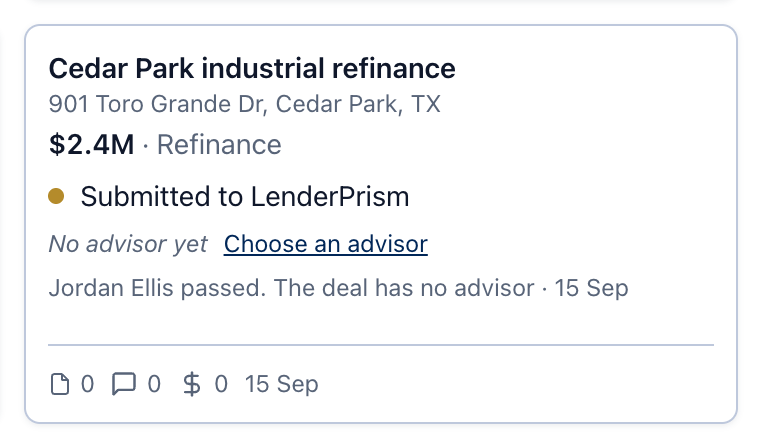 Cedar Park industrial refinance
901 Toro Grande Dr, Cedar Park, TX
$2.4M · Refinance
Submitted to LenderPrism
No advisor yet Choose an advisor
Jordan Ellis passed. The deal has no advisor · 15 Sep
0 0 $ 0 15 Sep